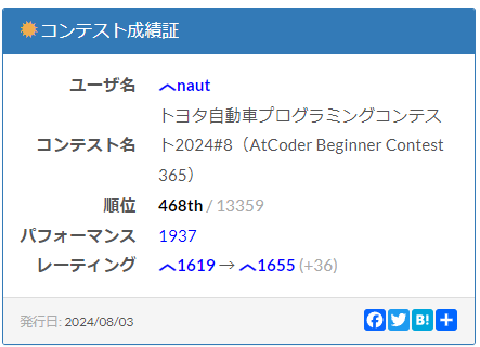 コンテスト成績証
ユーザ名 naut
コンテスト名 トヨタ自動車プログラミングコンテス
ト2024#8（AtCoder Beginner Contest
365）
順位 468th / 13359
パフォーマンス 1937
レーティング 1619 → 1655 (+36)
発行日: 2024/08/03 B!